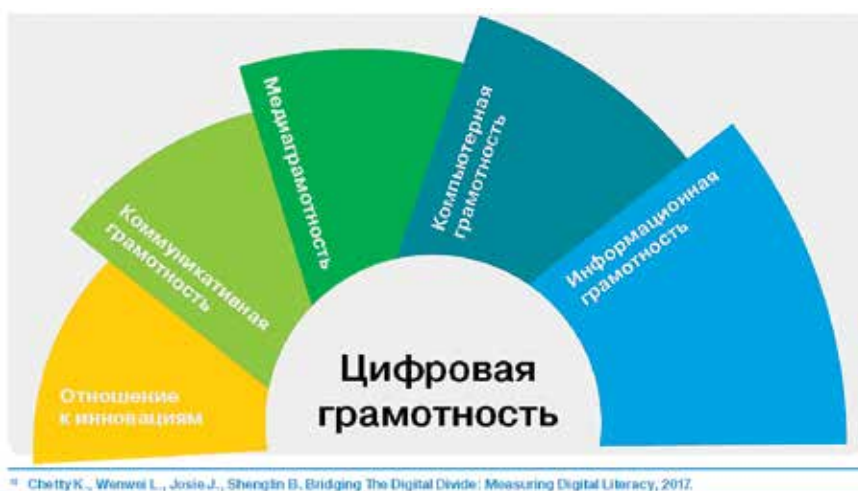 Отношение
к инновациям
Коммуникативная
грамотность
Медиаграмотность
Компьютерная
грамотность
Информационная
грамотность
Цифровая
грамотность
Chetty K., Wenwei L., Josie J., Shenglin B. Bridging The Digital Divide: Measuring Digital Literacy, 2017.